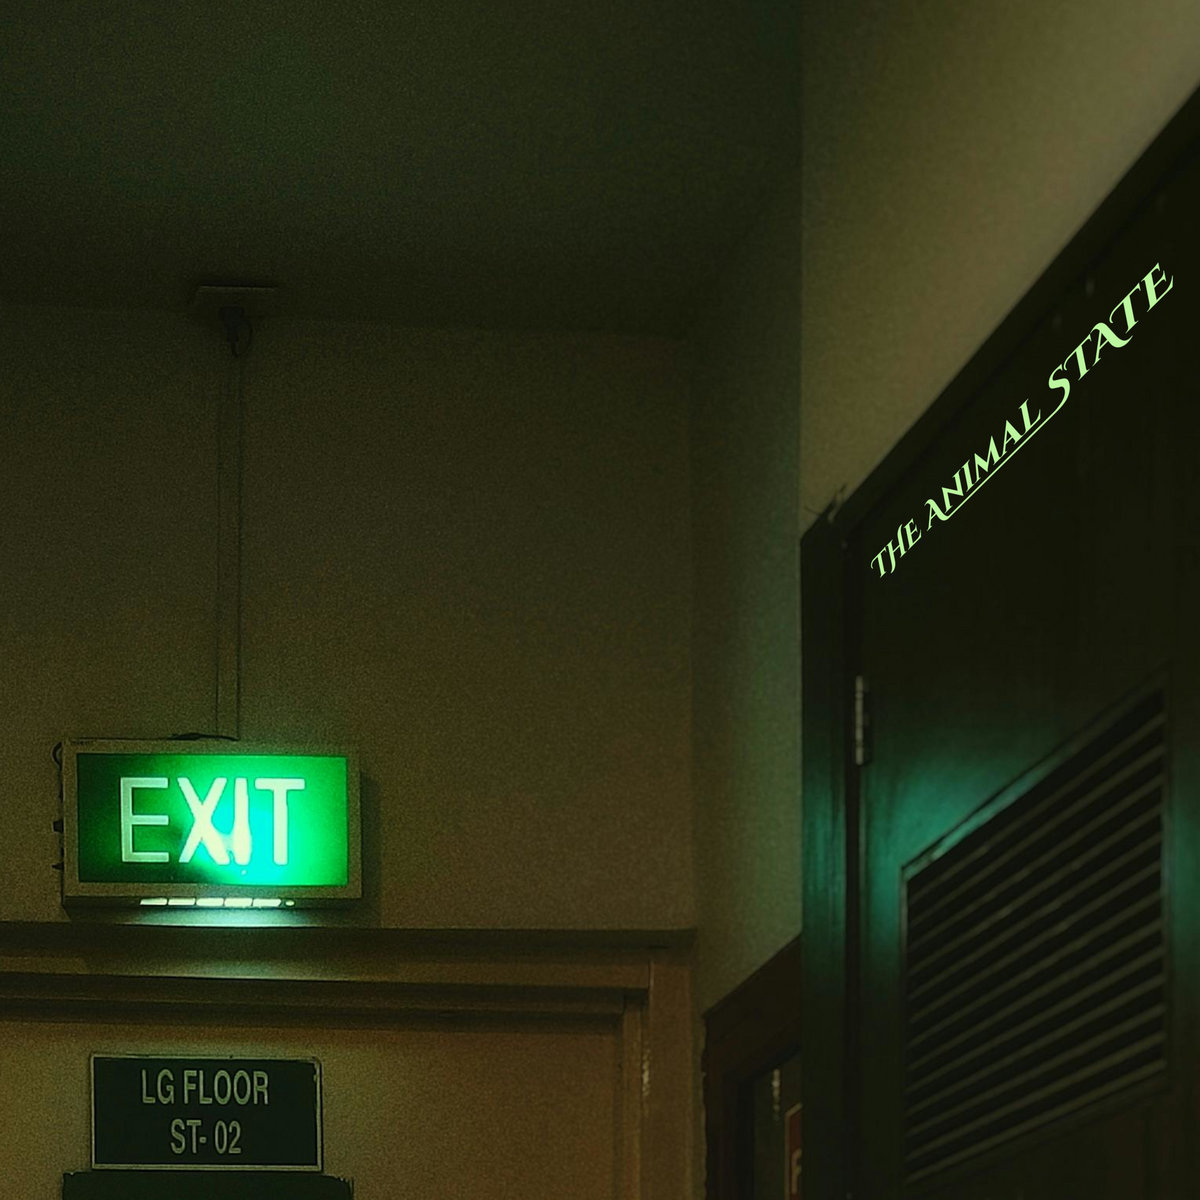 THE ANIMAL STATE
EXIT
LG FLOOR
ST- 02